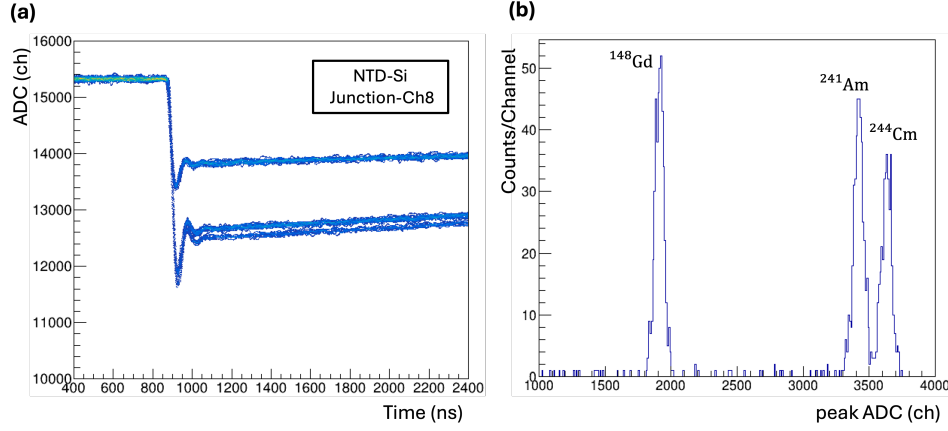 (a)
ADC (ch)
16000
15000
14000
13000
12000
11000
10000
NTD-Si
Junction-Ch8
400 600 800 1000 1200 1400 1600 1800 2000 2200 2400
Time (ns)
(b)
Counts/Channel
50
40
30
20
10
0
¹⁴⁸Gd
²⁴¹Am
²⁴⁴Cm
1000 1500 2000 2500 3000 3500 4000
peak ADC (ch)